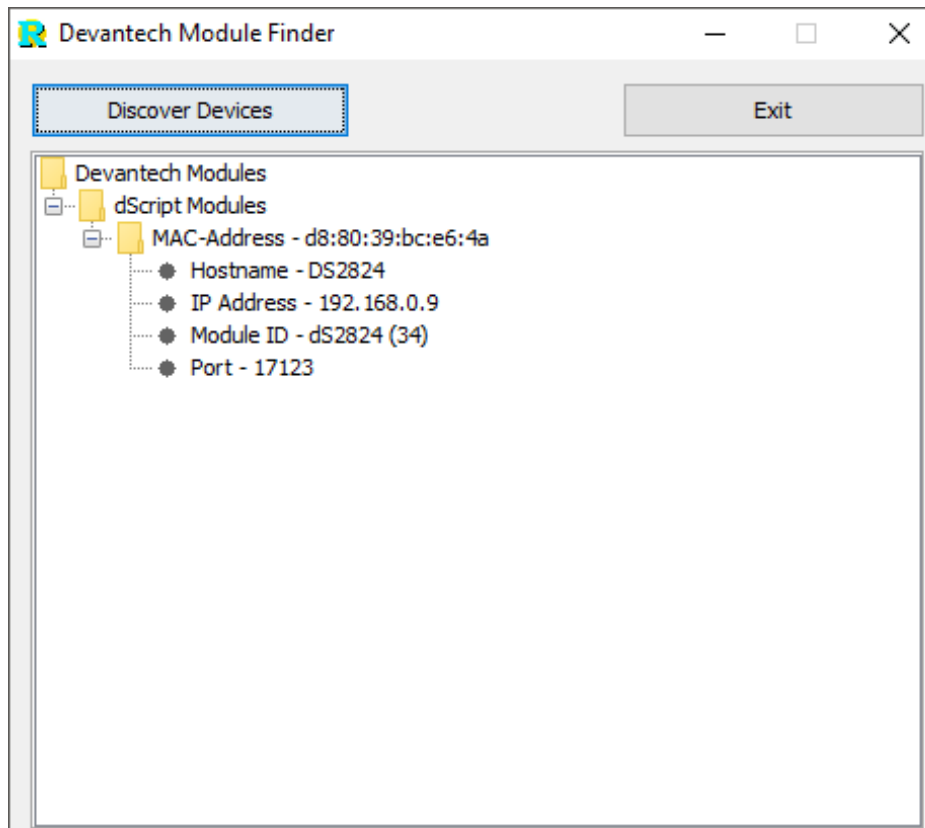 Devantech Module Finder
Discover Devices
Exit
Devantech Modules
dScript Modules
MAC-Address - d8:80:39:bc:e6:4a
Hostname - DS2824
IP Address - 192.168.0.9
Module ID - dS2824 (34)
Port - 17123